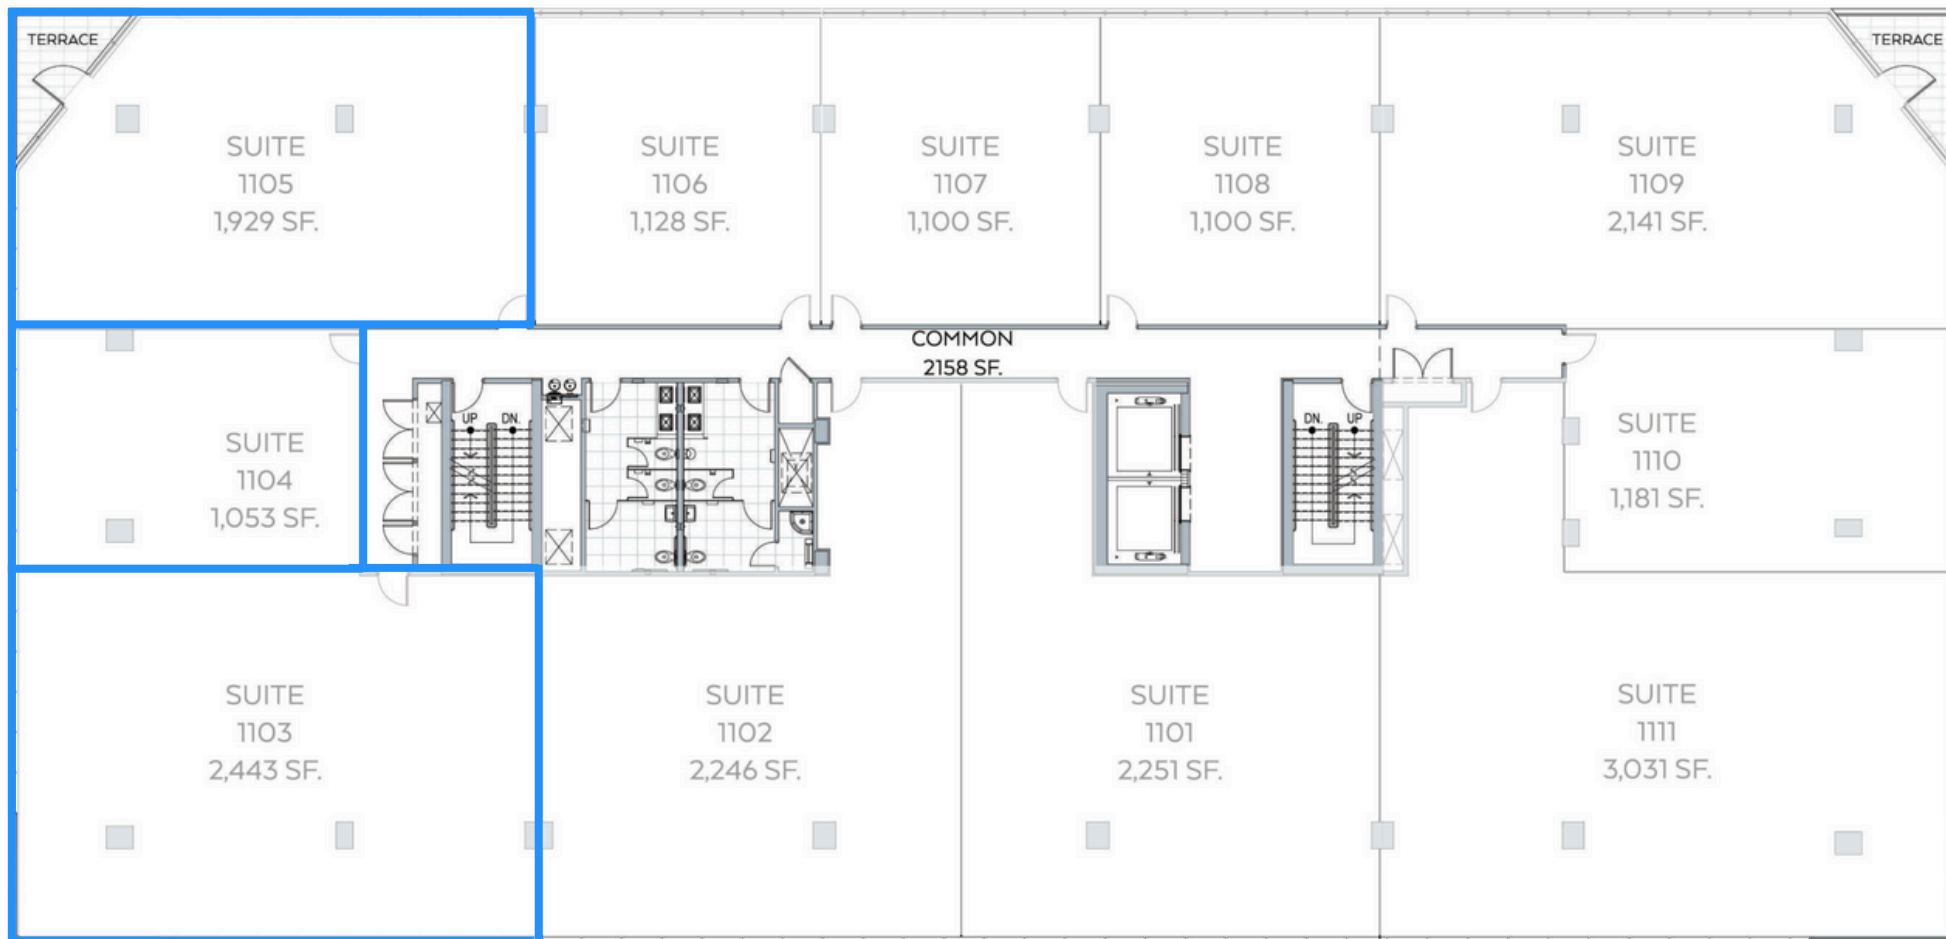 TERRACE
TERRACE
SUITE
1105
1,929 SF.
SUITE
1106
1,128 SF.
SUITE
1107
1,100 SF.
SUITE
1108
1,100 SF.
SUITE
1109
2,141 SF.
COMMON
2158 SF.
UP
DN.
DN.
UP
SUITE
1104
1,053 SF.
SUITE
1110
1,181 SF.
SUITE
1103
2,443 SF.
SUITE
1102
2,246 SF.
SUITE
1101
2,251 SF.
SUITE
1111
3,031 SF.